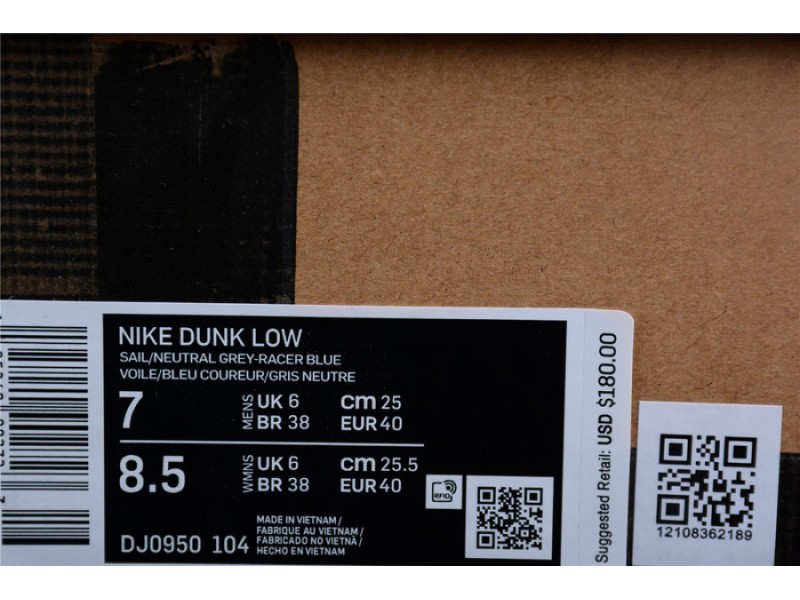 NIKE DUNK LOW
SAIL/NEUTRAL GREY-RACER BLUE
VOILE/BLEU COUREUR/GRIS NEUTRE
7 MENS UK 6 cm 25
BR 38 EUR 40
8.5 WMNS UK 6 cm 25.5
BR 38 EUR 40
RFID
DJ0950 104
MADE IN VIETNAM/
FABRIQUE AU VIETNAM/
FABRICADO NO VIETNÃ/
HECHO EN VIETNAM
Suggested Retail: USD $180.00
12108362189